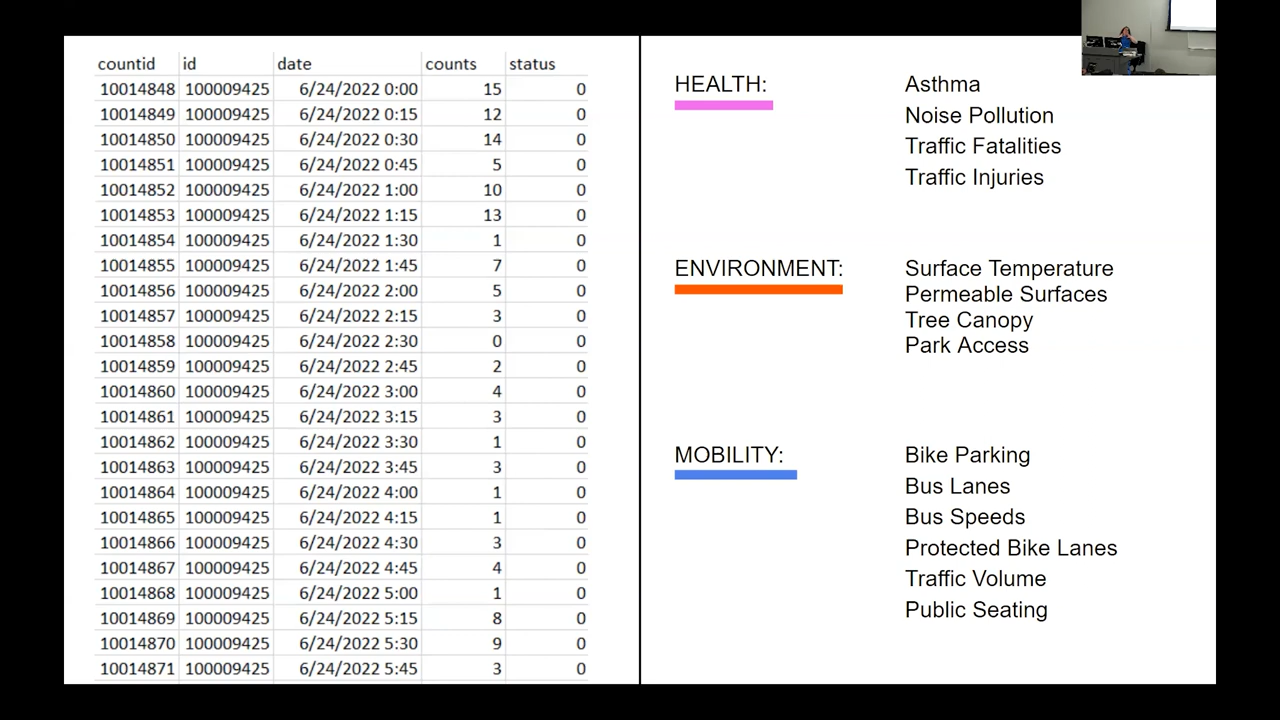 countid id date counts status
10014848 100009425 6/24/2022 0:00 15 0
10014849 100009425 6/24/2022 0:15 12 0
10014850 100009425 6/24/2022 0:30 14 0
10014851 100009425 6/24/2022 0:45 5 0
10014852 100009425 6/24/2022 1:00 10 0
10014853 100009425 6/24/2022 1:15 13 0
10014854 100009425 6/24/2022 1:30 1 0
10014855 100009425 6/24/2022 1:45 7 0
10014856 100009425 6/24/2022 2:00 5 0
10014857 100009425 6/24/2022 2:15 3 0
10014858 100009425 6/24/2022 2:30 0 0
10014859 100009425 6/24/2022 2:45 2 0
10014860 100009425 6/24/2022 3:00 4 0
10014861 100009425 6/24/2022 3:15 3 0
10014862 100009425 6/24/2022 3:30 1 0
10014863 100009425 6/24/2022 3:45 3 0
10014864 100009425 6/24/2022 4:00 1 0
10014865 100009425 6/24/2022 4:15 1 0
10014866 100009425 6/24/2022 4:30 3 0
10014867 100009425 6/24/2022 4:45 4 0
10014868 100009425 6/24/2022 5:00 1 0
10014869 100009425 6/24/2022 5:15 8 0
10014870 100009425 6/24/2022 5:30 9 0
10014871 100009425 6/24/2022 5:45 3 0
HEALTH: Asthma
Noise Pollution
Traffic Fatalities
Traffic Injuries
ENVIRONMENT: Surface Temperature
Permeable Surfaces
Tree Canopy
Park Access
MOBILITY: Bike Parking
Bus Lanes
Bus Speeds
Protected Bike Lanes
Traffic Volume
Public Seating